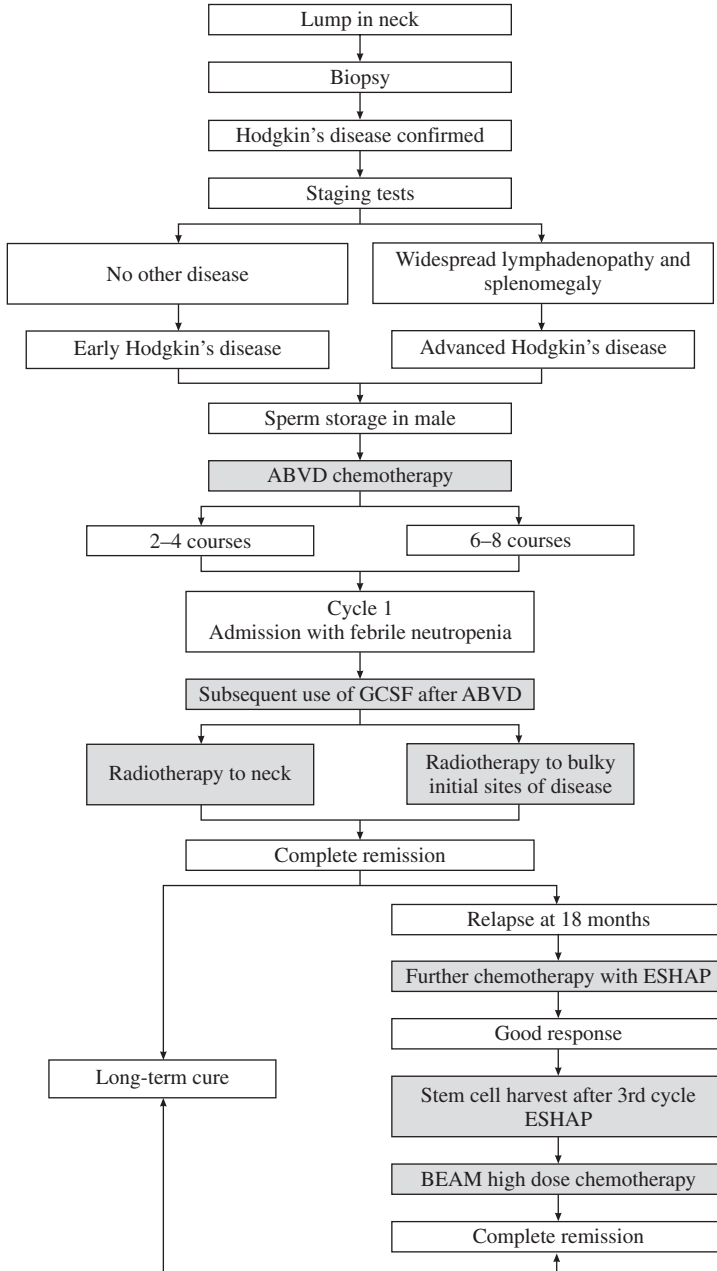 Lump in neck
Biopsy
Hodgkin’s disease confirmed
Staging tests
No other disease
Widespread lymphadenopathy and
splenomegaly
Early Hodgkin’s disease
Advanced Hodgkin’s disease
Sperm storage in male
ABVD chemotherapy
2–4 courses
6–8 courses
Cycle 1
Admission with febrile neutropenia
Subsequent use of GCSF after ABVD
Radiotherapy to neck
Radiotherapy to bulky
initial sites of disease
Complete remission
Relapse at 18 months
Further chemotherapy with ESHAP
Good response
Long-term cure
Stem cell harvest after 3rd cycle
ESHAP
BEAM high dose chemotherapy
Complete remission